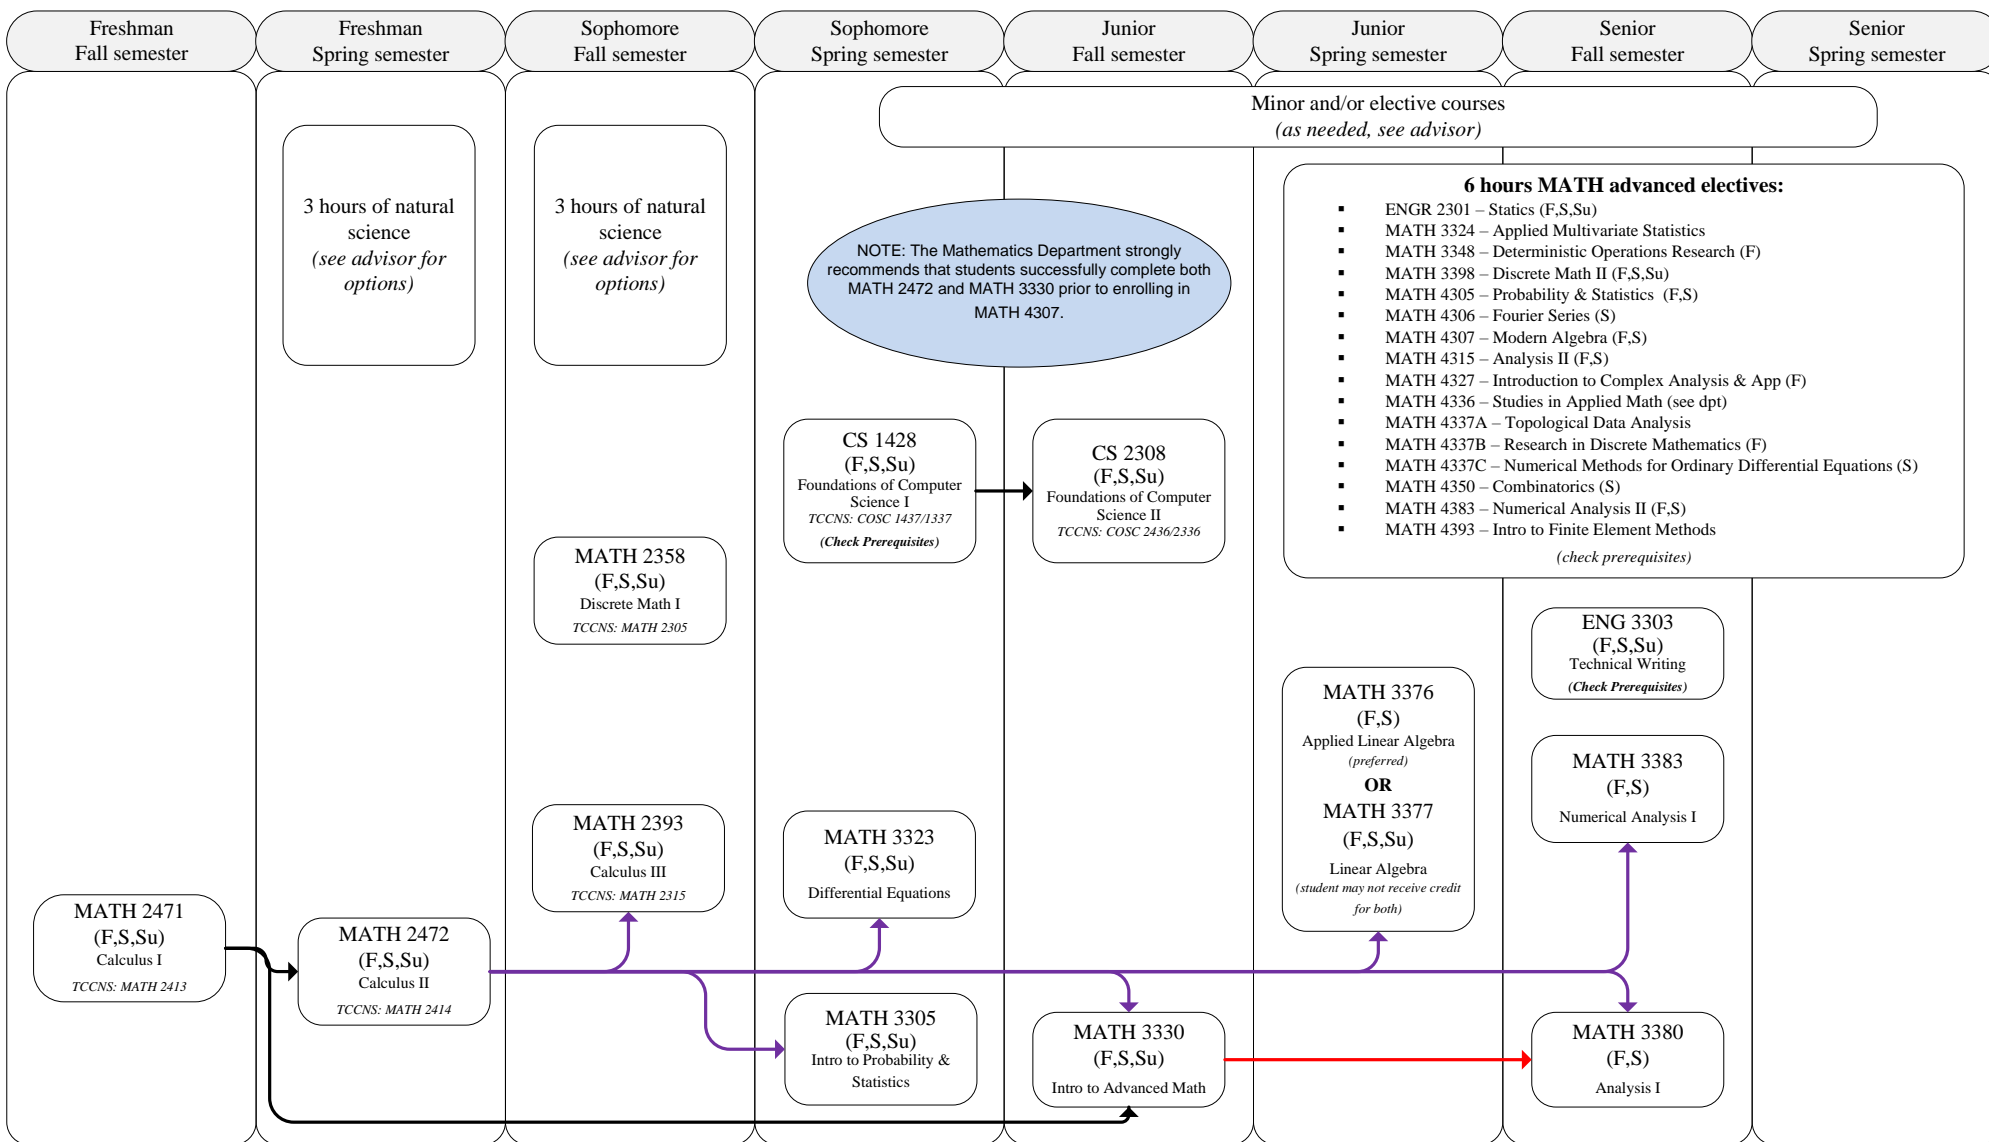 Freshman
Fall semester
Freshman
Spring semester
Sophomore
Fall semester
Sophomore
Spring semester
Junior
Fall semester
Junior
Spring semester
Senior
Fall semester
Senior
Spring semester
Minor and/or elective courses
(as needed, see advisor)
3 hours of natural
science
(see advisor for
options)
3 hours of natural
science
(see advisor for
options)
NOTE: The Mathematics Department strongly
recommends that students successfully complete both
MATH 2472 and MATH 3330 prior to enrolling in
MATH 4307.
6 hours MATH advanced electives:
▪ ENGR 2301 – Statics (F,S,Su)
▪ MATH 3324 – Applied Multivariate Statistics
▪ MATH 3348 – Deterministic Operations Research (F)
▪ MATH 3398 – Discrete Math II (F,S,Su)
▪ MATH 4305 – Probability & Statistics (F,S)
▪ MATH 4306 – Fourier Series (S)
▪ MATH 4307 – Modern Algebra (F,S)
▪ MATH 4315 – Analysis II (F,S)
▪ MATH 4327 – Introduction to Complex Analysis & App (F)
▪ MATH 4336 – Studies in Applied Math (see dpt)
▪ MATH 4337A – Topological Data Analysis
▪ MATH 4337B – Research in Discrete Mathematics (F)
▪ MATH 4337C – Numerical Methods for Ordinary Differential Equations (S)
▪ MATH 4350 – Combinatorics (S)
▪ MATH 4383 – Numerical Analysis II (F,S)
▪ MATH 4393 – Intro to Finite Element Methods
(check prerequisites)
CS 1428
(F,S,Su)
Foundations of Computer
Science I
TCCNS: COSC 1437/1337
(Check Prerequisites)
CS 2308
(F,S,Su)
Foundations of Computer
Science II
TCCNS: COSC 2436/2336
MATH 2358
(F,S,Su)
Discrete Math I
TCCNS: MATH 2305
ENG 3303
(F,S,Su)
Technical Writing
(Check Prerequisites)
MATH 3376
(F,S)
Applied Linear Algebra
(preferred)
OR
MATH 3377
(F,S,Su)
Linear Algebra
(student may not receive credit
for both)
MATH 3383
(F,S)
Numerical Analysis I
MATH 2393
(F,S,Su)
Calculus III
TCCNS: MATH 2315
MATH 3323
(F,S,Su)
Differential Equations
MATH 2471
(F,S,Su)
Calculus I
TCCNS: MATH 2413
MATH 2472
(F,S,Su)
Calculus II
TCCNS: MATH 2414
MATH 3305
(F,S,Su)
Intro to Probability &
Statistics
MATH 3330
(F,S,Su)
Intro to Advanced Math
MATH 3380
(F,S)
Analysis I